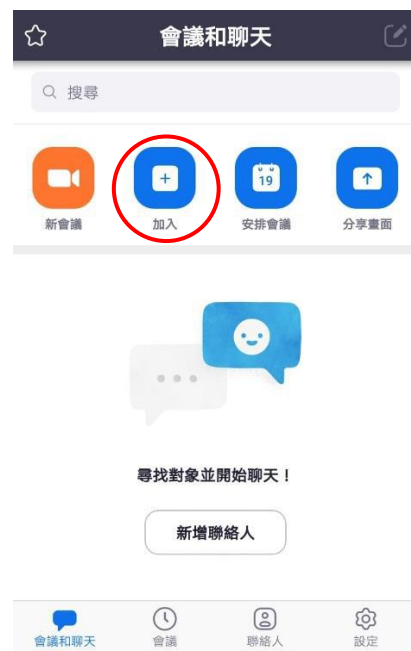 會議和聊天
搜尋
19
新會議 加入 安排會議 分享畫面
尋找對象並開始聊天！
新增聯絡人
會議和聊天 會議 聯絡人 設定